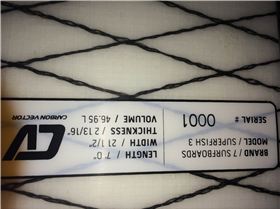 BRAND / 7 SURFBOARDS
MODEL / SUPERFISH 3
SERIAL #
0001
LENGTH / 7'0"
WIDTH / 21 1/2"
THICKNESS / 2 13/16"
VOLUME / 46.95 L
CV
CARBON VECTOR